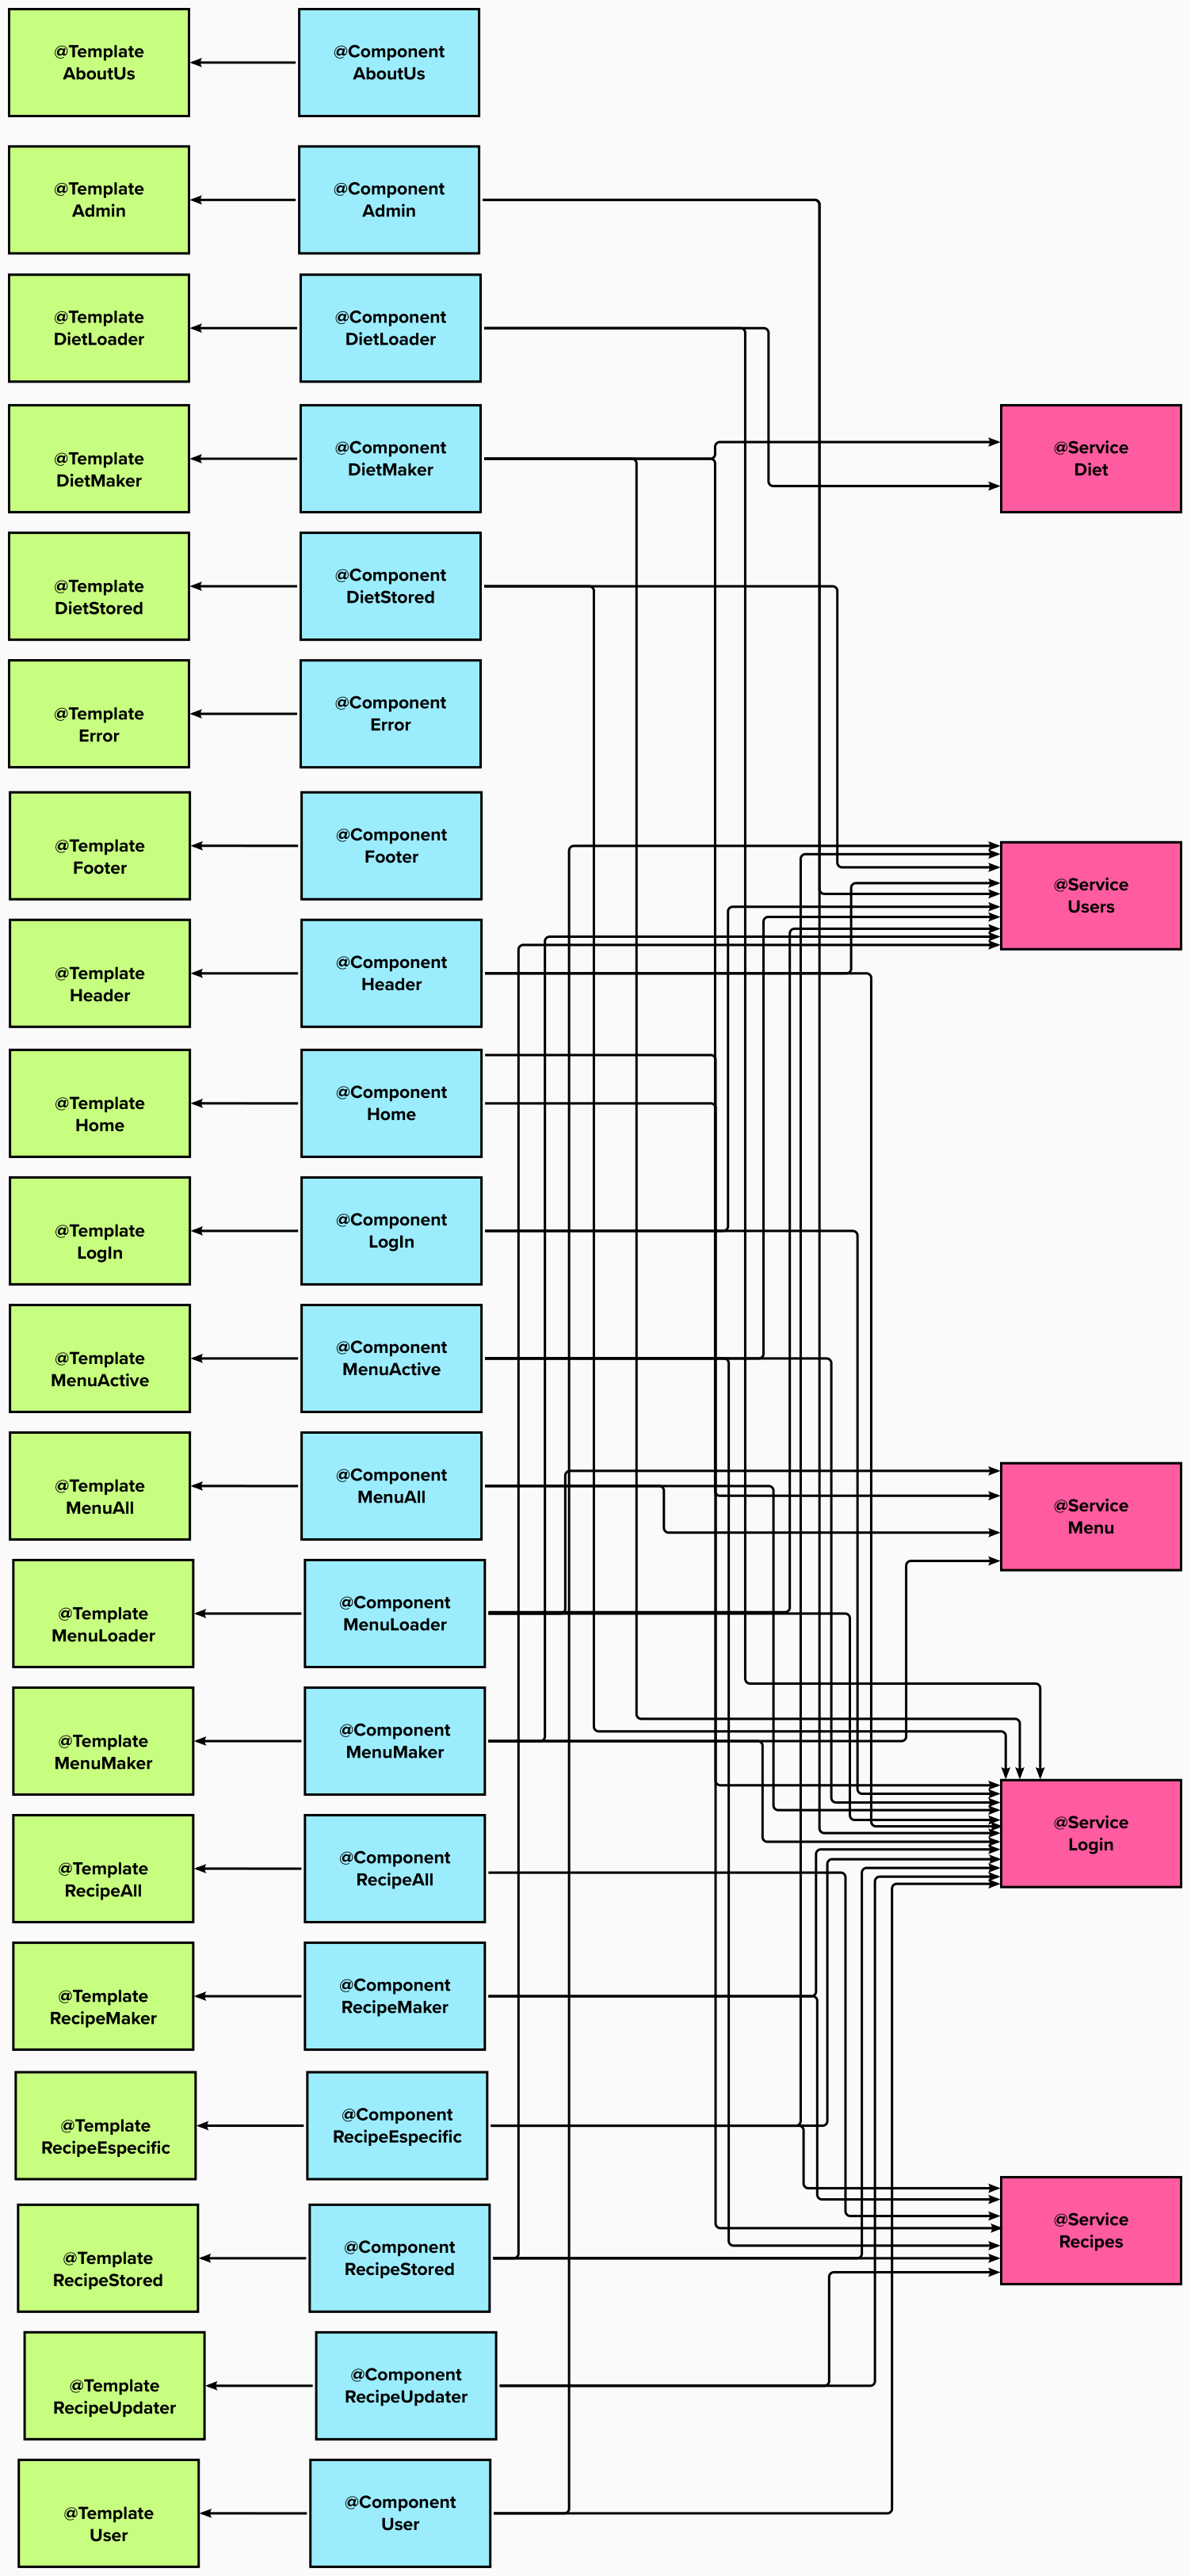 @Template
AboutUs
@Component
AboutUs
@Template
Admin
@Component
Admin
@Template
DietLoader
@Component
DietLoader
@Template
DietMaker
@Component
DietMaker
@Service
Diet
@Template
DietStored
@Component
DietStored
@Template
Error
@Component
Error
@Template
Footer
@Component
Footer
@Service
Users
@Template
Header
@Component
Header
@Template
Home
@Component
Home
@Template
LogIn
@Component
LogIn
@Template
MenuActive
@Component
MenuActive
@Template
MenuAll
@Component
MenuAll
@Service
Menu
@Template
MenuLoader
@Component
MenuLoader
@Template
MenuMaker
@Component
MenuMaker
@Service
Login
@Template
RecipeAll
@Component
RecipeAll
@Template
RecipeMaker
@Component
RecipeMaker
@Template
RecipeEspecific
@Component
RecipeEspecific
@Service
Recipes
@Template
RecipeStored
@Component
RecipeStored
@Template
RecipeUpdater
@Component
RecipeUpdater
@Template
User
@Component
User